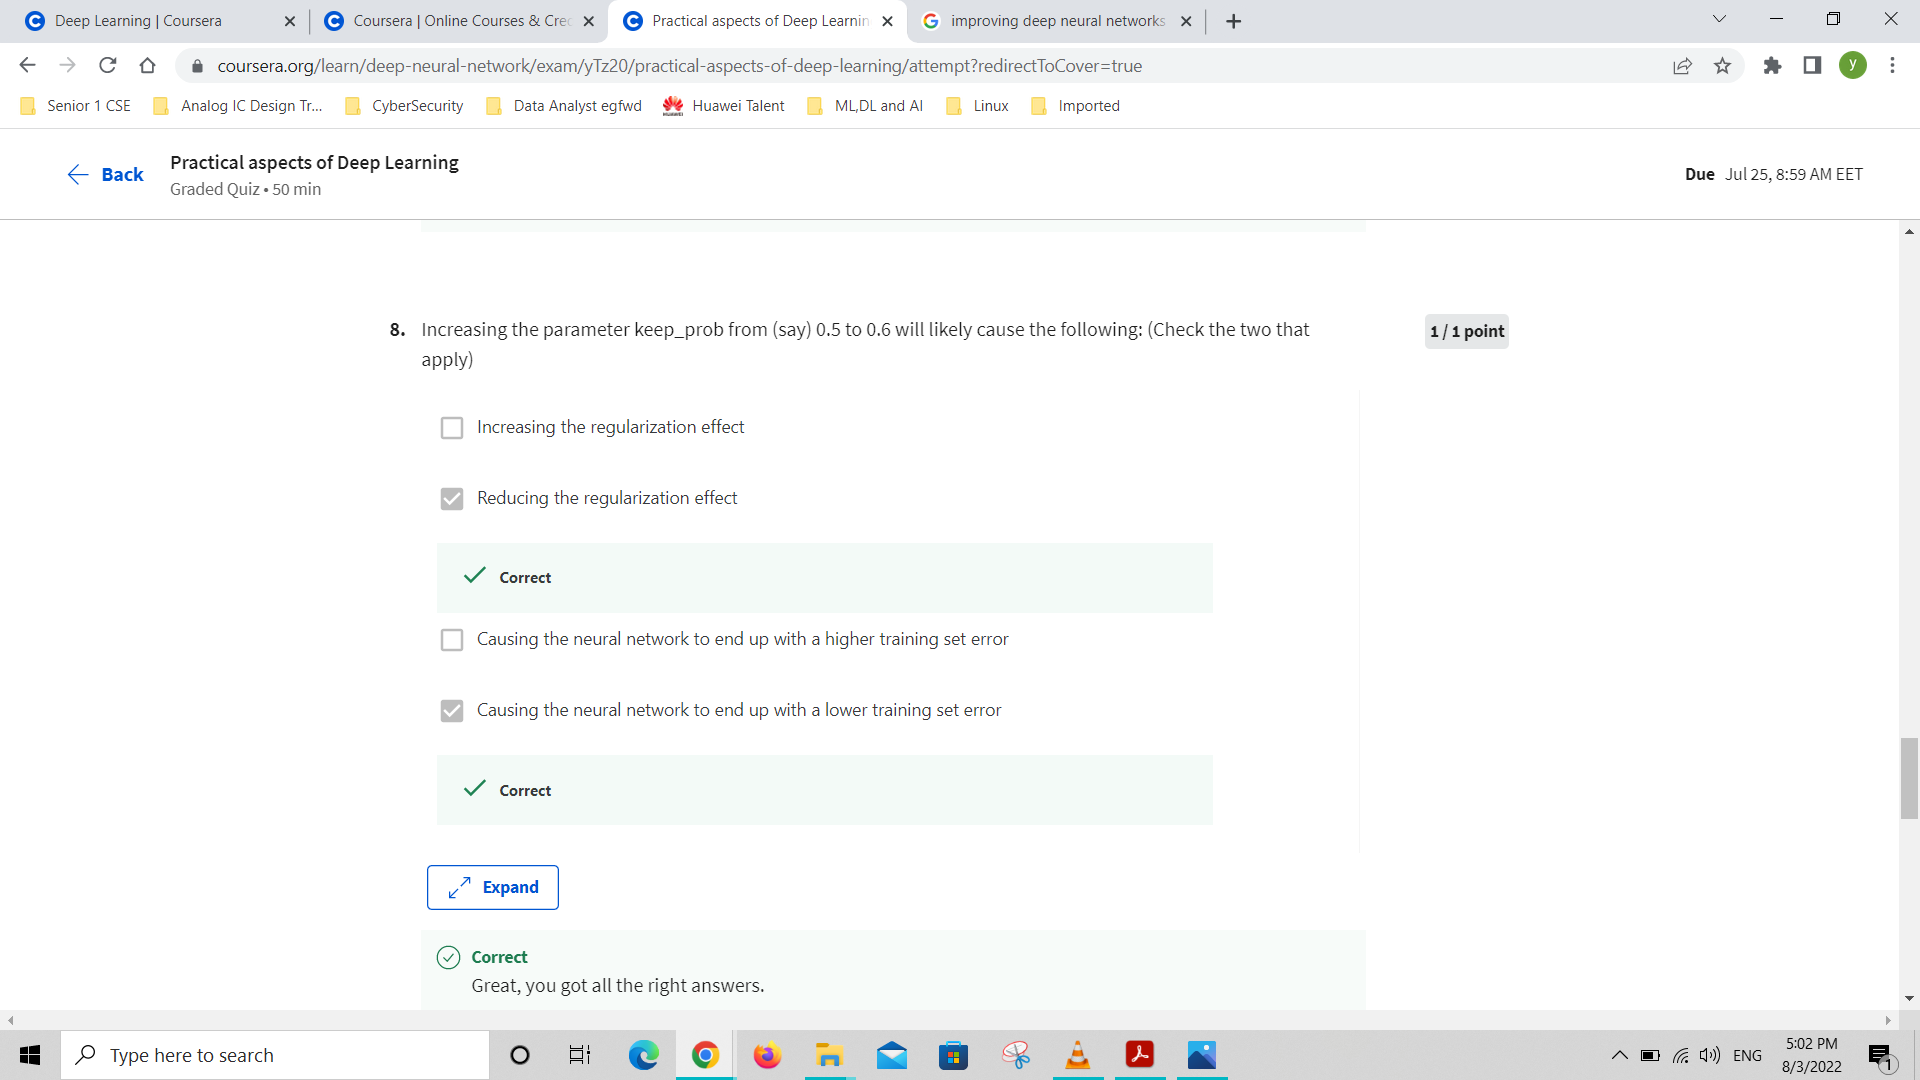 Deep Learning | Coursera
Coursera | Online Courses & Cred
Practical aspects of Deep Learnin
improving deep neural networks
coursera.org/learn/deep-neural-network/exam/yTz20/practical-aspects-of-deep-learning/attempt?redirectToCover=true
y
Senior 1 CSE
Analog IC Design Tr...
CyberSecurity
Data Analyst egfwd
Huawei Talent
ML,DL and AI
Linux
Imported
Back
Practical aspects of Deep Learning
Graded Quiz • 50 min
Due Jul 25, 8:59 AM EET
8. Increasing the parameter keep_prob from (say) 0.5 to 0.6 will likely cause the following: (Check the two that
apply)
1 / 1 point
Increasing the regularization effect
Reducing the regularization effect
Correct
Causing the neural network to end up with a higher training set error
Causing the neural network to end up with a lower training set error
Correct
Expand
Correct
Great, you got all the right answers.
Type here to search
ENG
5:02 PM
8/3/2022
1